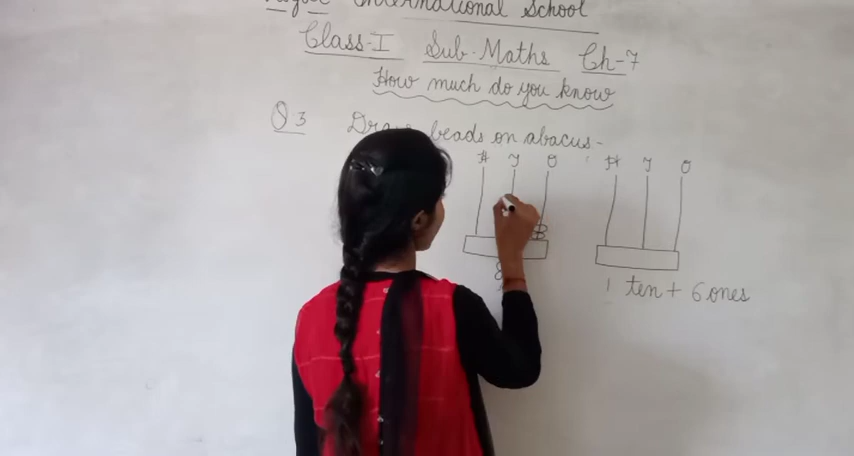 International School
Class-I Sub-Maths Ch-7
How much do you know
Q3 Draw beads on abacus-
H T O H T O
1 ten + 6 ones